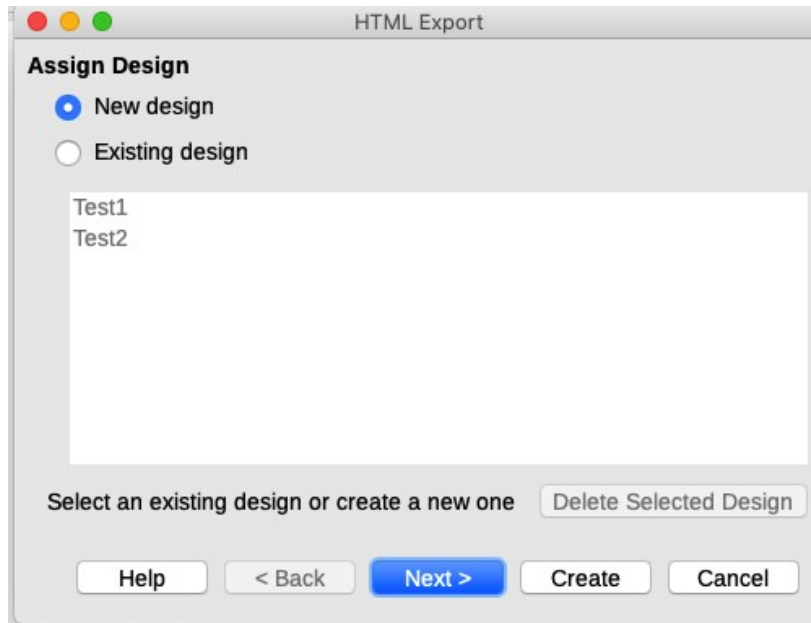 HTML Export
Assign Design
New design
Existing design
Test1
Test2
Select an existing design or create a new one
Delete Selected Design
Help
< Back
Next >
Create
Cancel